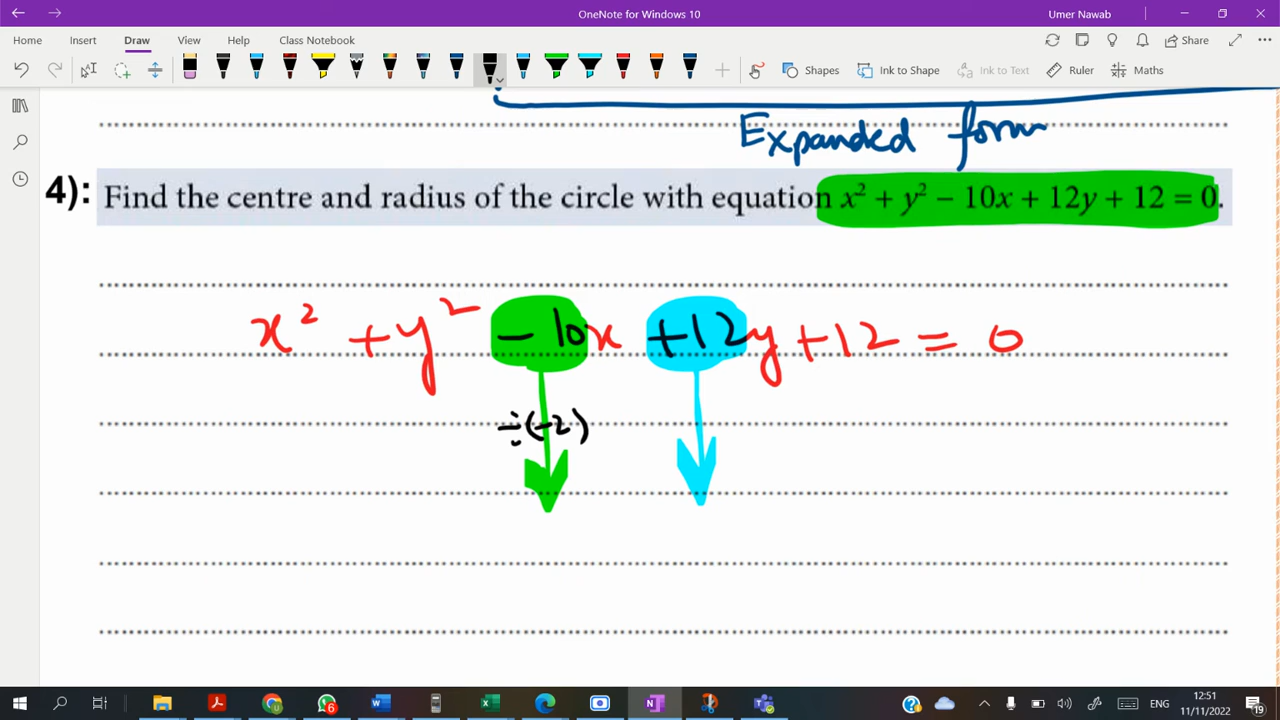 OneNote for Windows 10
Umer Nawab
Home Insert Draw View Help Class Notebook
Share
Shapes Ink to Shape Ink to Text Ruler Maths
Expanded form
4): Find the centre and radius of the circle with equation x² + y² − 10x + 12y + 12 = 0.
x² + y² − 10x + 12y + 12 = 0
÷(−2)
6
ENG
12:51
11/11/2022
19